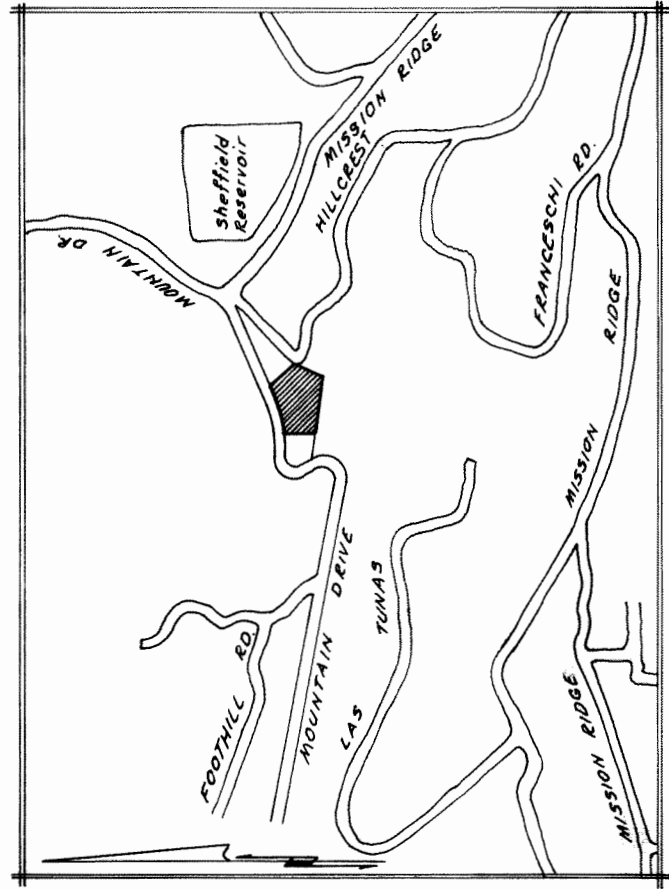 MISSION RIDGE
HILLCREST
Sheffield
Reservoir
MOUNTAIN DR.
FRANCESCHI RD.
RIDGE
MISSION
MOUNTAIN DRIVE
LAS TUNAS
FOOTHILL RD.
MISSION RIDGE